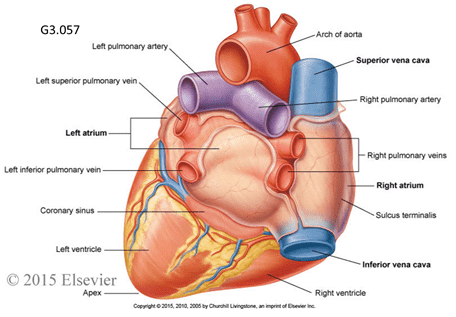 G3.057
Left pulmonary artery
Arch of aorta
Superior vena cava
Left superior pulmonary vein
Right pulmonary artery
Left atrium
Right pulmonary veins
Left inferior pulmonary vein
Right atrium
Coronary sinus
Sulcus terminalis
Left ventricle
Inferior vena cava
© 2015 Elsevier
Apex
Right ventricle
Copyright © 2015, 2010, 2005 by Churchill Livingstone, an imprint of Elsevier Inc.